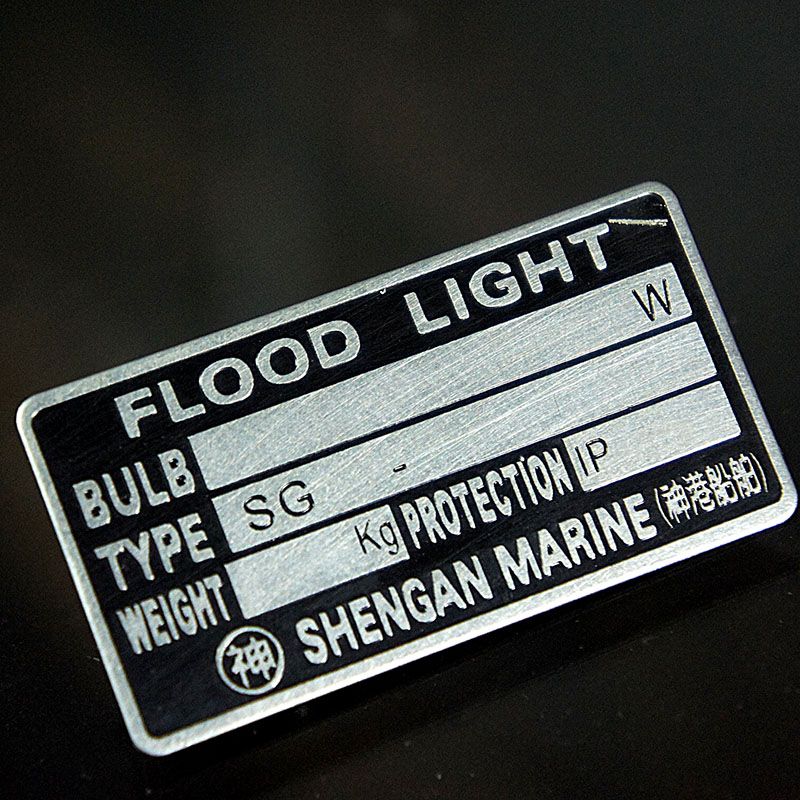 FLOOD LIGHT
BULB W
TYPE SG -
WEIGHT Kg PROTECTION IP
神 SHENGAN MARINE (神港船舶)